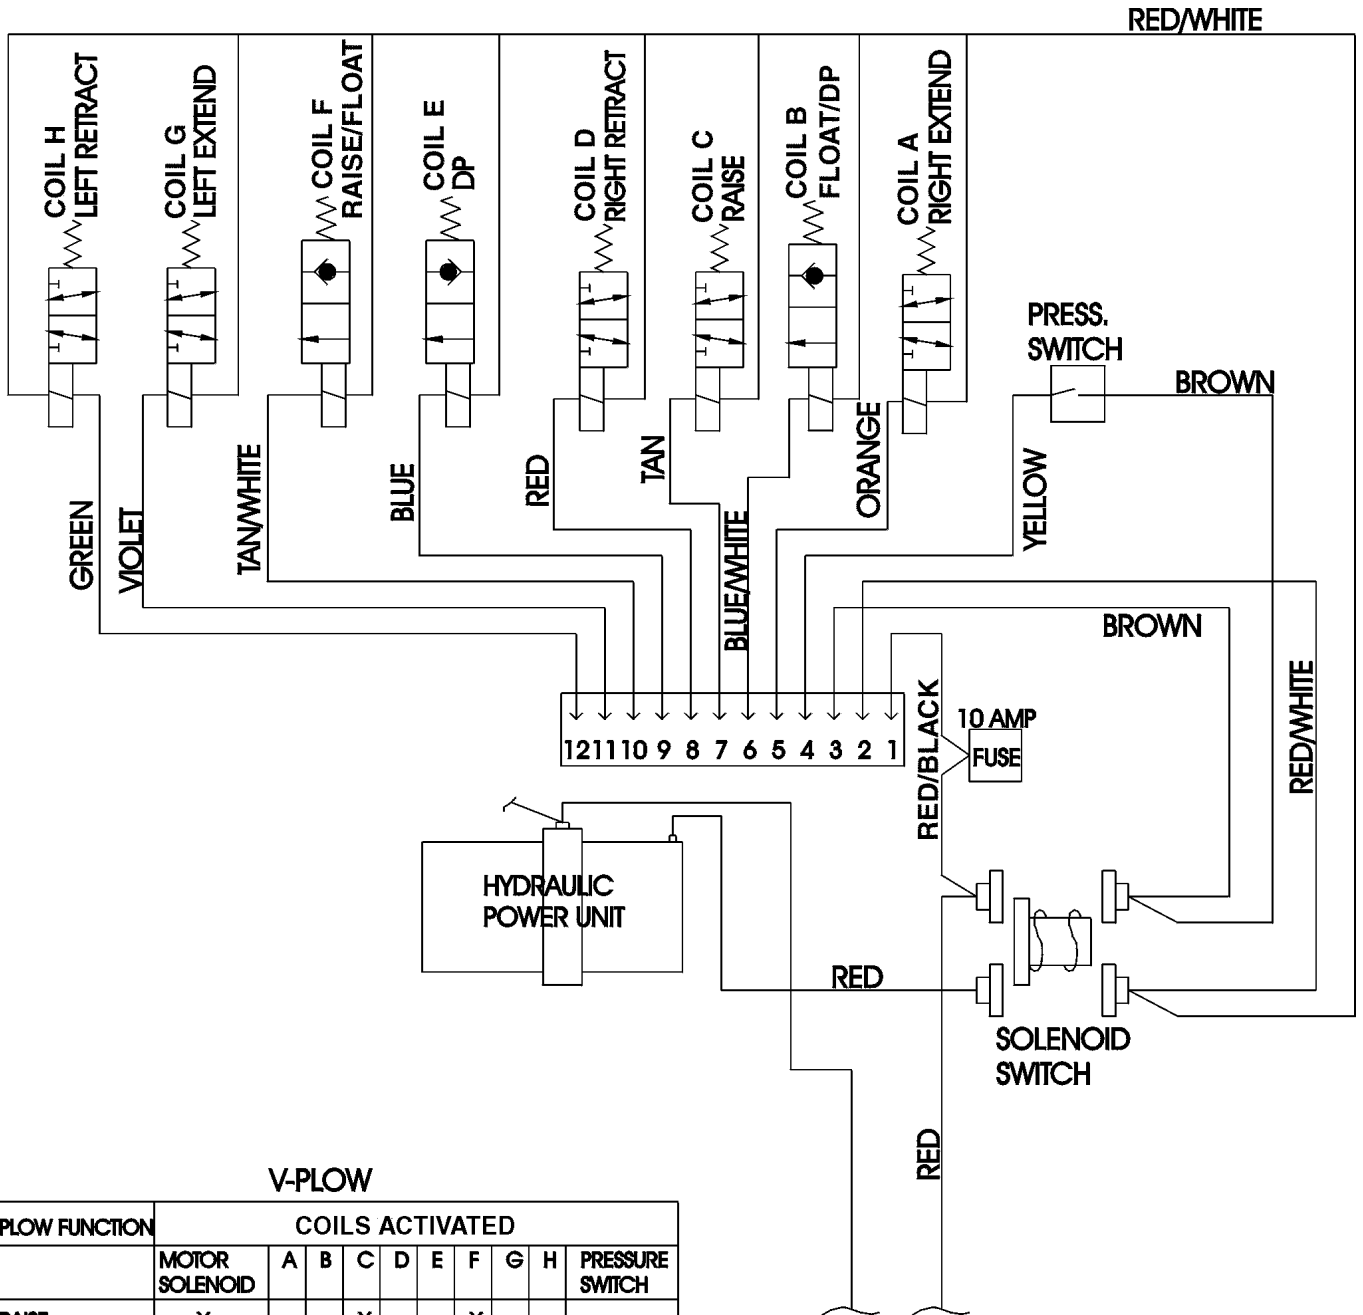 RED/WHITE
COIL H
LEFT RETRACT
COIL G
LEFT EXTEND
COIL F
RAISE/FLOAT
COIL E
DP
COIL D
RIGHT RETRACT
COIL C
RAISE
COIL B
FLOAT/DP
COIL A
RIGHT EXTEND
PRESS.
SWITCH
BROWN
GREEN
VIOLET
TAN/WHITE
BLUE
RED
TAN
BLUE/WHITE
ORANGE
YELLOW
BROWN
RED/WHITE
RED/BLACK
10 AMP
FUSE
12 11 10 9 8 7 6 5 4 3 2 1
HYDRAULIC
POWER UNIT
RED
SOLENOID
SWITCH
RED
V-PLOW
PLOW FUNCTION COILS ACTIVATED
MOTOR SOLENOID A B C D E F G H PRESSURE SWITCH
RAISE X X X